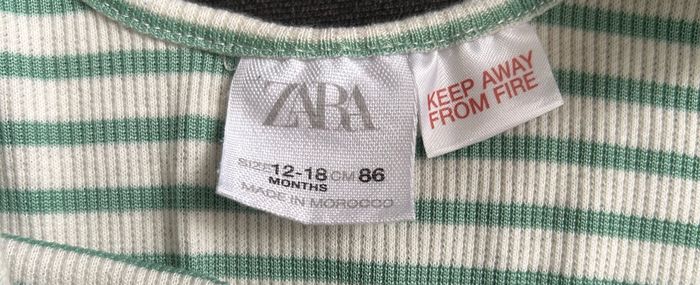 ZARA
SIZE 12-18 CM 86
MONTHS
MADE IN MOROCCO
KEEP AWAY
FROM FIRE